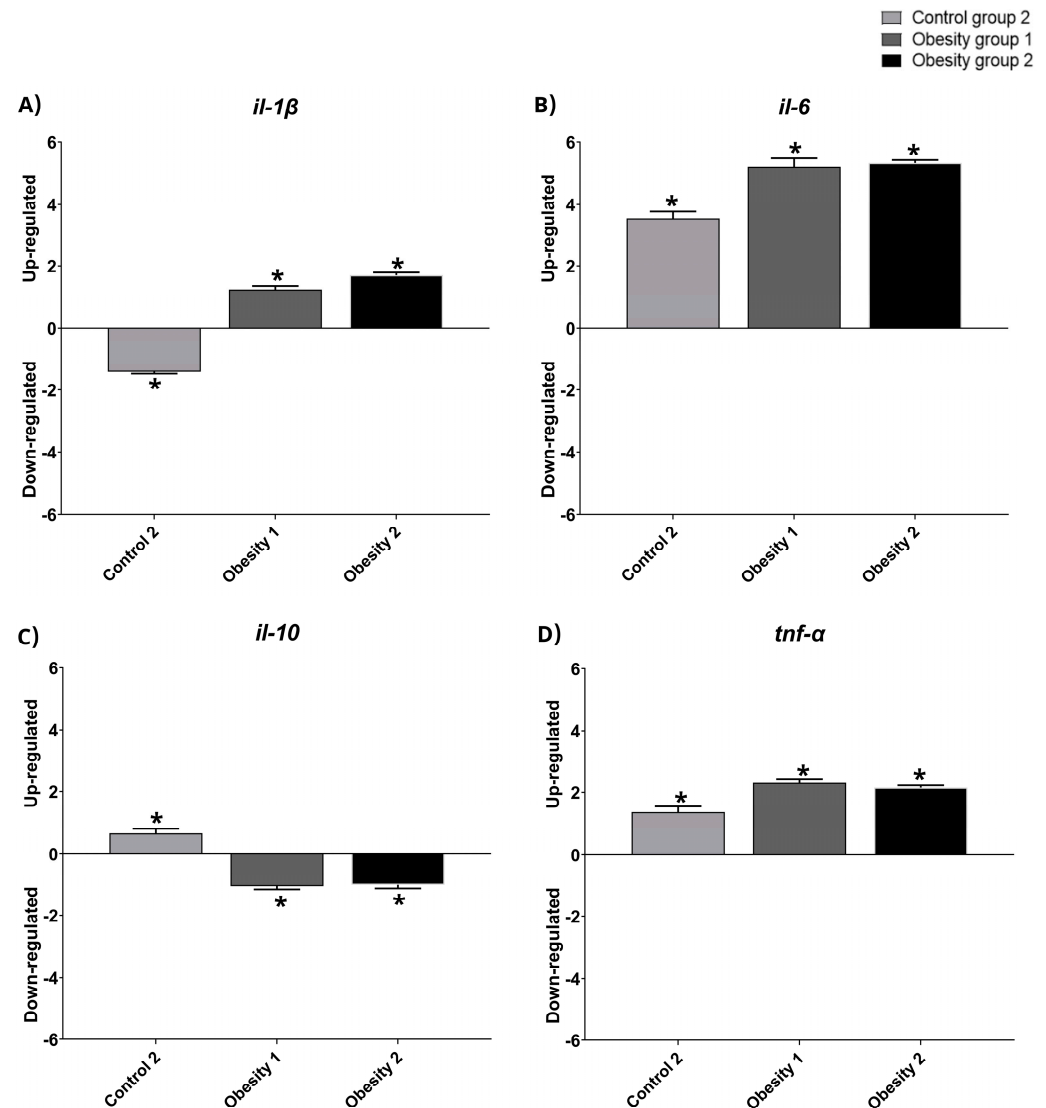 Control group 2
Obesity group 1
Obesity group 2
A)
il-1β
6
4
2
0
-2
-4
-6
Up-regulated
Down-regulated
*
*
*
Control 2
Obesity 1
Obesity 2
B)
il-6
6
4
2
0
-2
-4
-6
Up-regulated
Down-regulated
*
*
*
Control 2
Obesity 1
Obesity 2
C)
il-10
6
4
2
0
-2
-4
-6
Up-regulated
Down-regulated
*
*
*
Control 2
Obesity 1
Obesity 2
D)
tnf-α
6
4
2
0
-2
-4
-6
Up-regulated
Down-regulated
*
*
*
Control 2
Obesity 1
Obesity 2